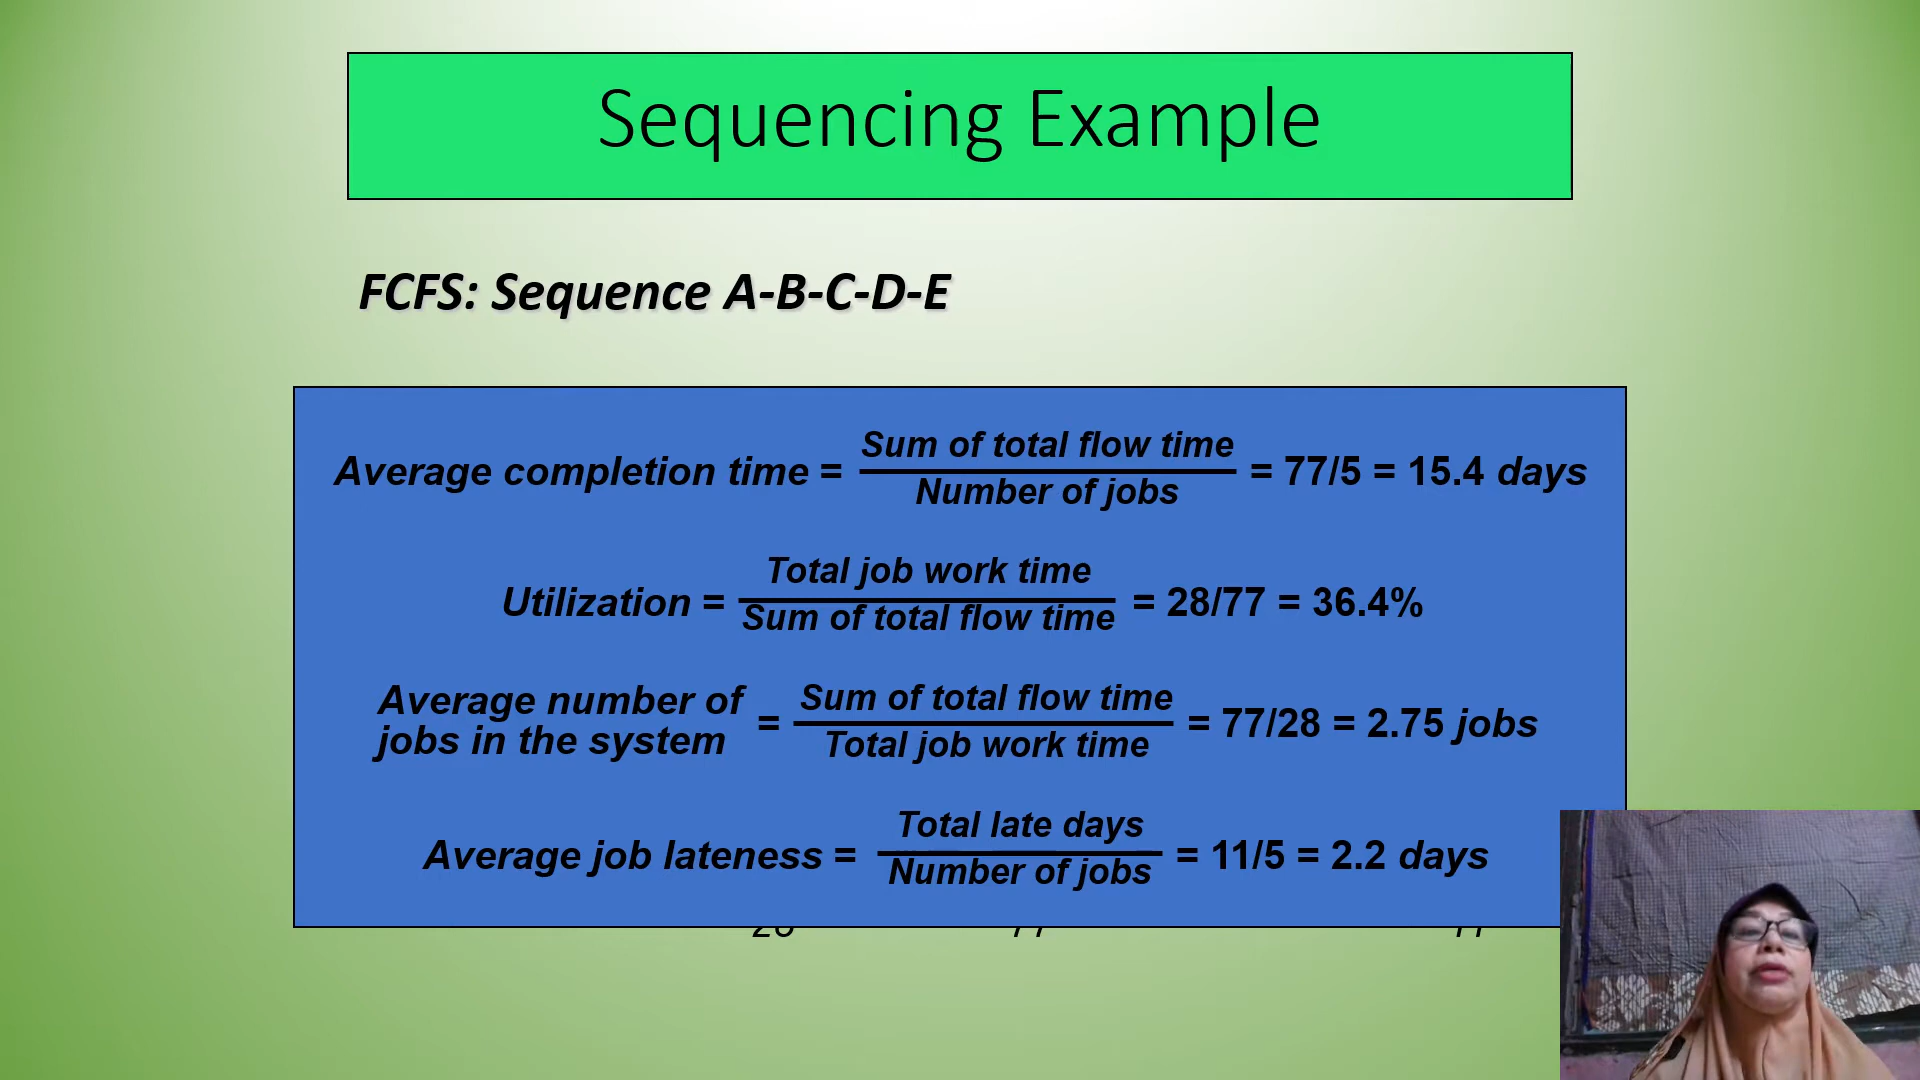 Sequencing Example
FCFS: Sequence A-B-C-D-E
Average completion time = Sum of total flow time / Number of jobs = 77/5 = 15.4 days
Utilization = Total job work time / Sum of total flow time = 28/77 = 36.4%
Average number of jobs in the system = Sum of total flow time / Total job work time = 77/28 = 2.75 jobs
Average job lateness = Total late days / Number of jobs = 11/5 = 2.2 days